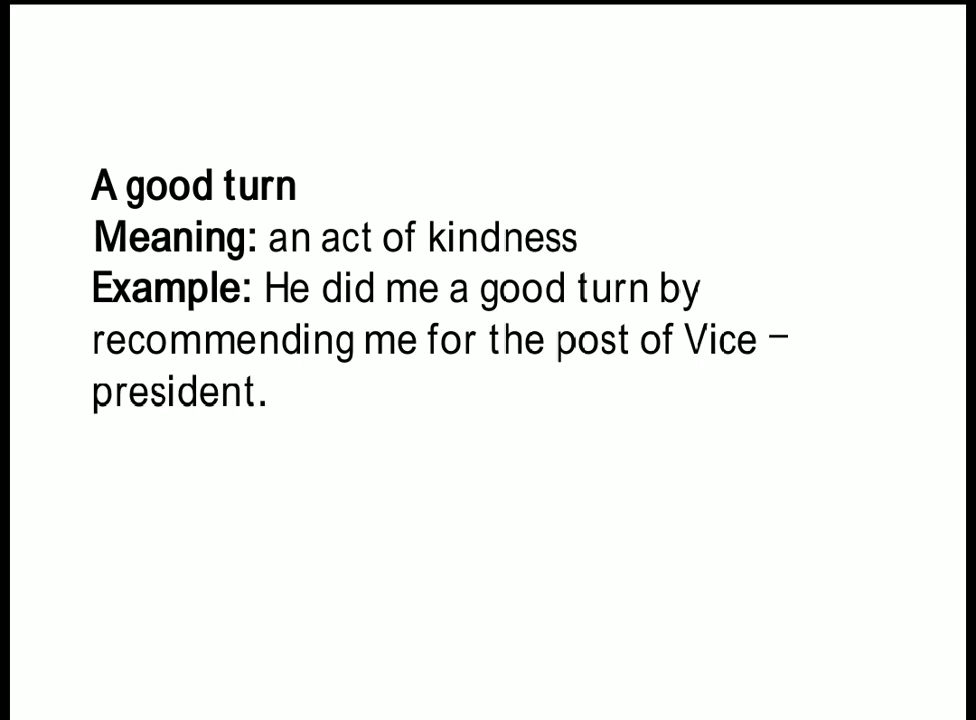 A good turn
Meaning: an act of kindness
Example: He did me a good turn by
recommending me for the post of Vice –
president.